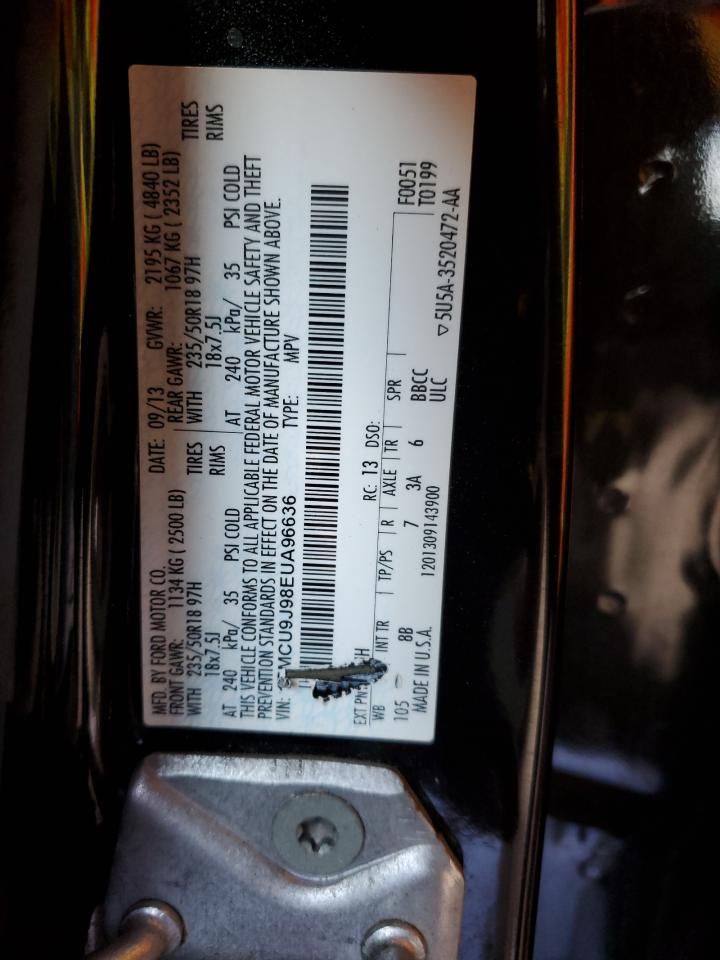 MFD. BY FORD MOTOR CO. DATE: 09/13 GVWR: 2195 KG ( 4840 LB)
FRONT GAWR: 1134 KG ( 2500 LB) REAR GAWR: 1067 KG ( 2352 LB)
WITH 235/50R18 97H TIRES WITH 235/50R18 97H TIRES
18x7.5J RIMS 18x7.5J RIMS
AT 240 kPa/ 35 PSI COLD AT 240 kPa/ 35 PSI COLD
THIS VEHICLE CONFORMS TO ALL APPLICABLE FEDERAL MOTOR VEHICLE SAFETY AND THEFT
PREVENTION STANDARDS IN EFFECT ON THE DATE OF MANUFACTURE SHOWN ABOVE.
VIN: MCU9J98EUA96636 TYPE: MPV
EXT PNT: RC: 13 DSO: F0051
WB INT TR TP/PS R AXLE TR SPR T0199
105 8B 7 3A 6 BBCC
MADE IN U.S.A. 1201309143900 ULC ▽5U5A-3520472-AA